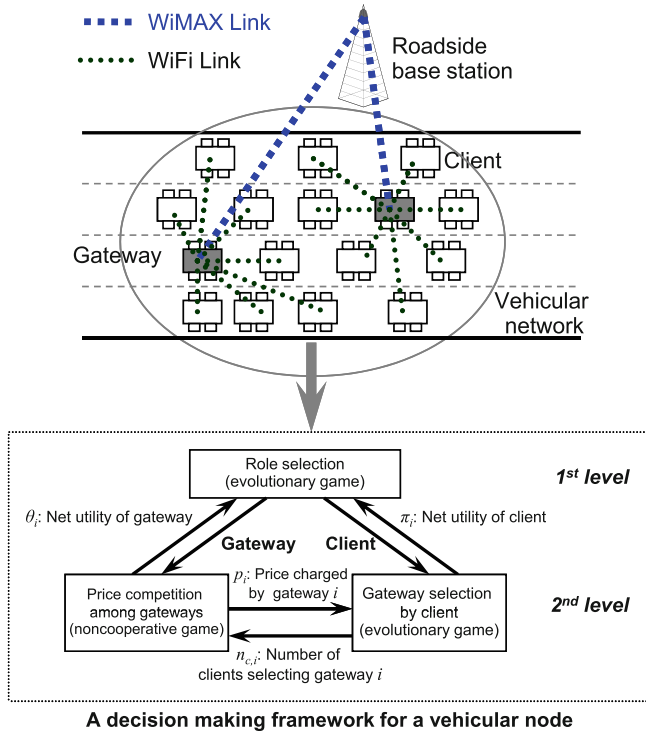 WiMAX Link
WiFi Link
Roadside
base station
Client
Gateway
Vehicular
network
Role selection
(evolutionary game)
1st level
θi: Net utility of gateway
πi: Net utility of client
Gateway
Client
Price competition
among gateways
(noncooperative game)
pi: Price charged
by gateway i
Gateway selection
by client
(evolutionary game)
2nd level
nc,i: Number of
clients selecting gateway i
A decision making framework for a vehicular node